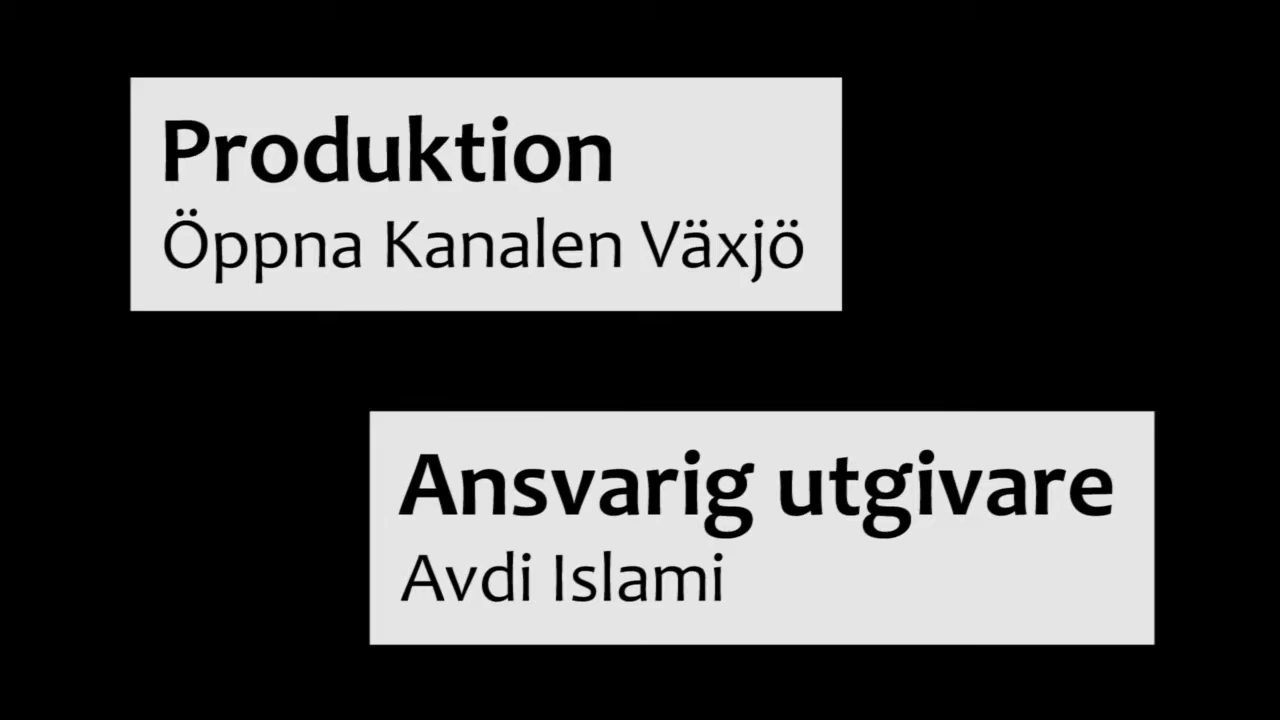 Produktion
Öppna Kanalen Växjö
Ansvarig utgivare
Avdi Islami